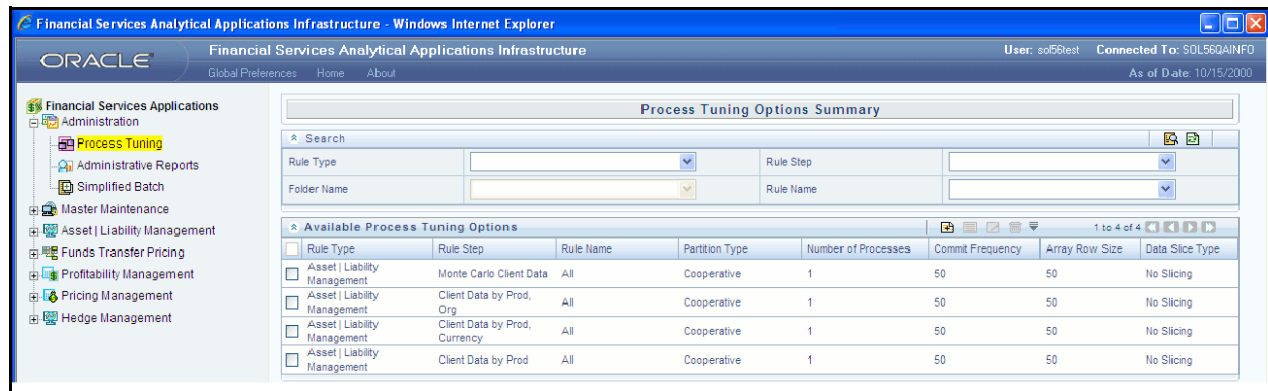 Financial Services Analytical Applications Infrastructure - Windows Internet Explorer
ORACLE
Financial Services Analytical Applications Infrastructure
User: sol56test Connected To: SOL56QAINFO
Global Preferences Home About
As of Date: 10/15/2000
Financial Services Applications
Administration
Process Tuning
Administrative Reports
Simplified Batch
Master Maintenance
Asset | Liability Management
Funds Transfer Pricing
Profitability Management
Pricing Management
Hedge Management
Process Tuning Options Summary
Search
Rule Type Rule Step
Folder Name Rule Name
Available Process Tuning Options 1 to 4 of 4
Rule Type Rule Step Rule Name Partition Type Number of Processes Commit Frequency Array Row Size Data Slice Type
Asset | Liability Management Monte Carlo Client Data All Cooperative 1 50 50 No Slicing
Asset | Liability Management Client Data by Prod, Org All Cooperative 1 50 50 No Slicing
Asset | Liability Management Client Data by Prod, Currency All Cooperative 1 50 50 No Slicing
Asset | Liability Management Client Data by Prod All Cooperative 1 50 50 No Slicing